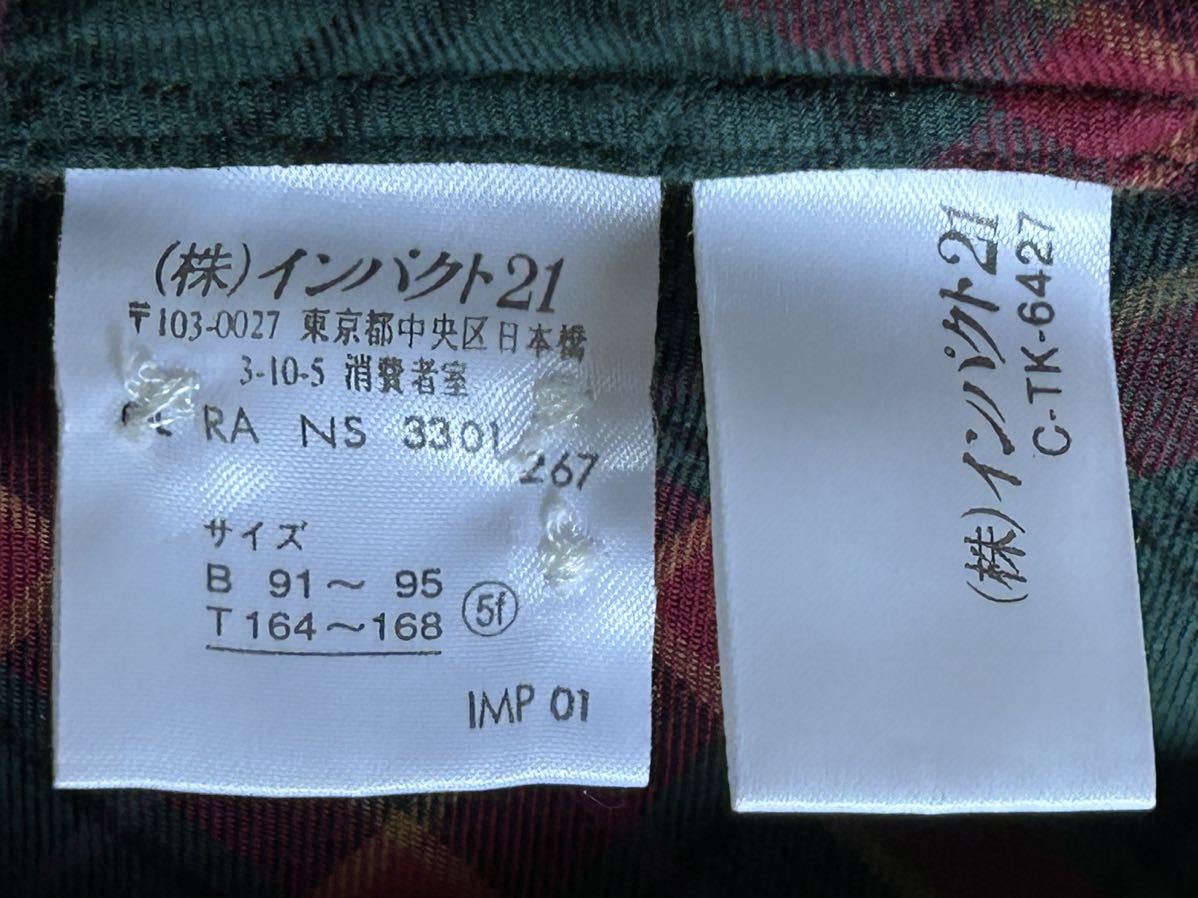 (株)インパクト21
〒103-0027 東京都中央区日本橋
3-10-5 消費者室
RA NS 3301
267
サイズ
B 91～ 95
T 164～168 5f
IMP 01
(株)インパクト21
C-TK-6427